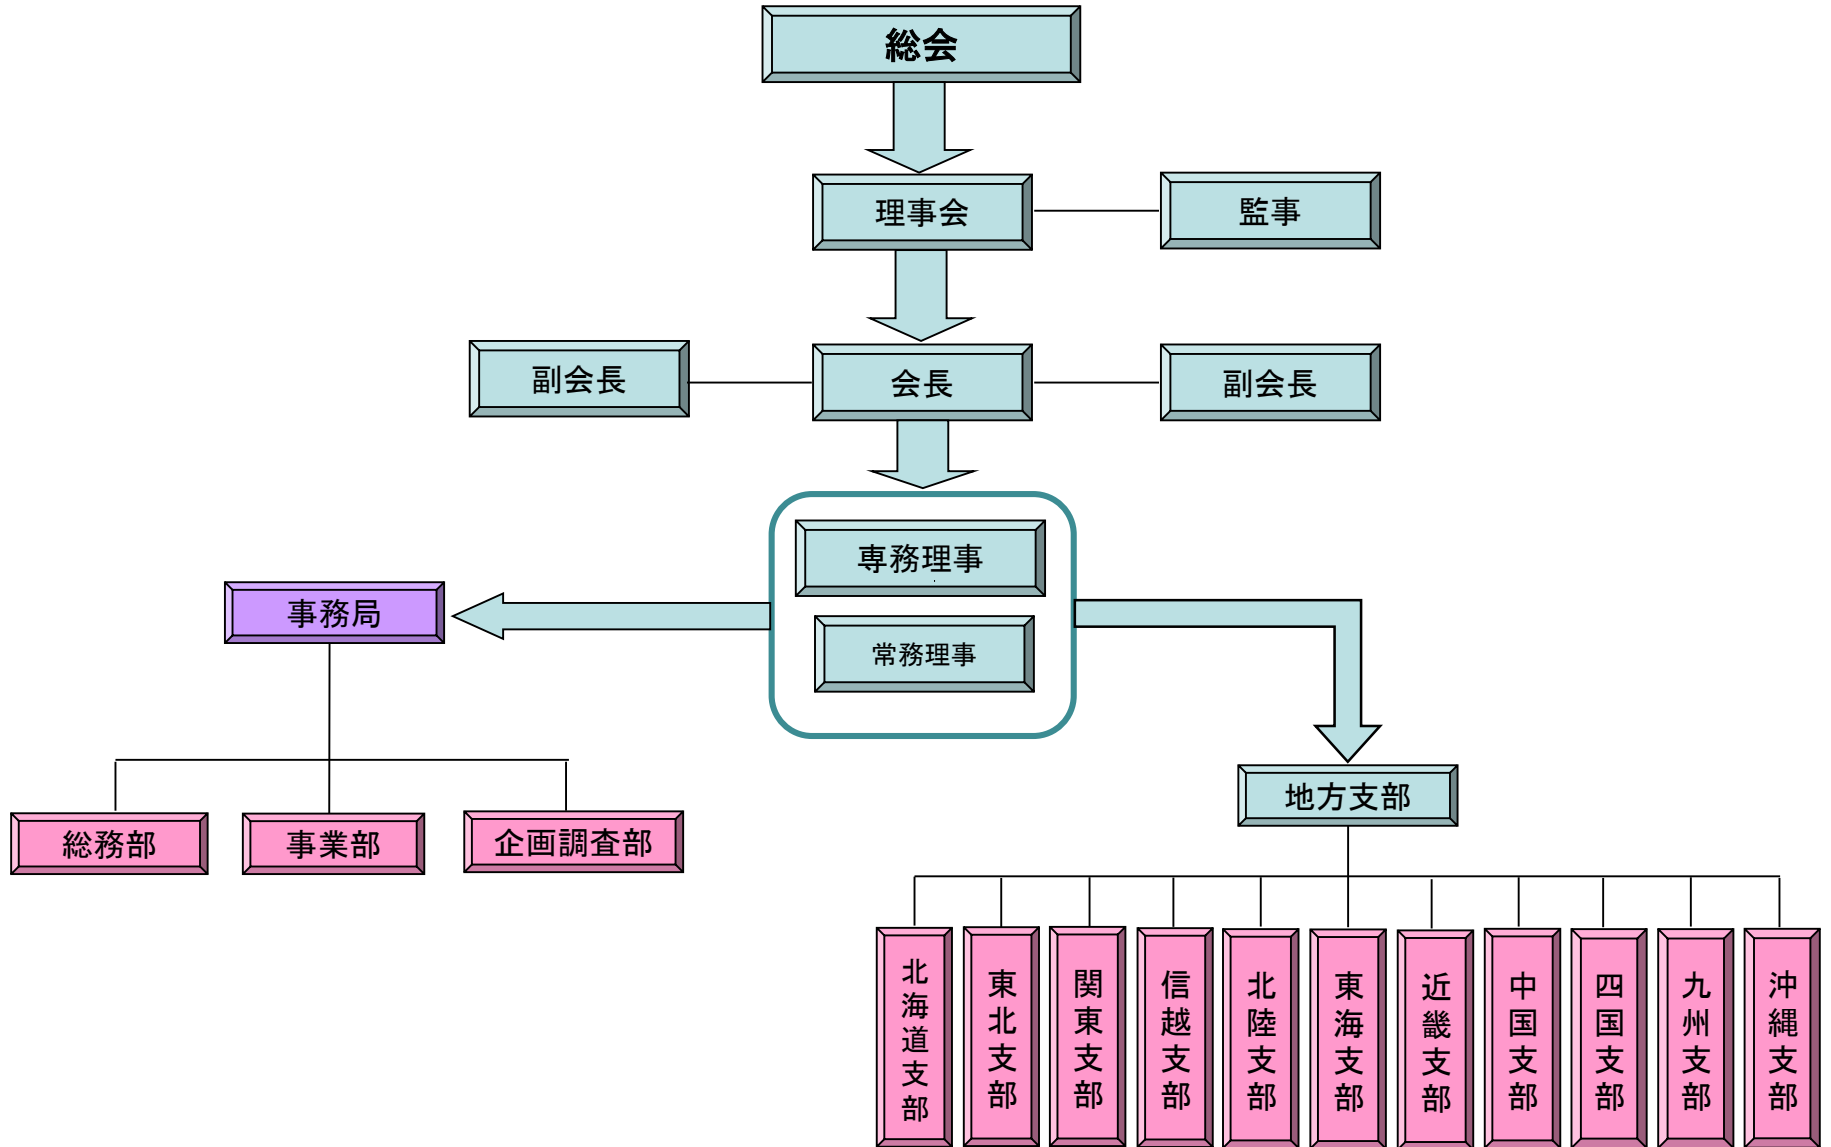 総会
理事会
監事
副会長
会長
副会長
専務理事
事務局
常務理事
地方支部
総務部
事業部
企画調査部
北海道支部
東北支部
関東支部
信越支部
北陸支部
東海支部
近畿支部
中国支部
四国支部
九州支部
沖縄支部